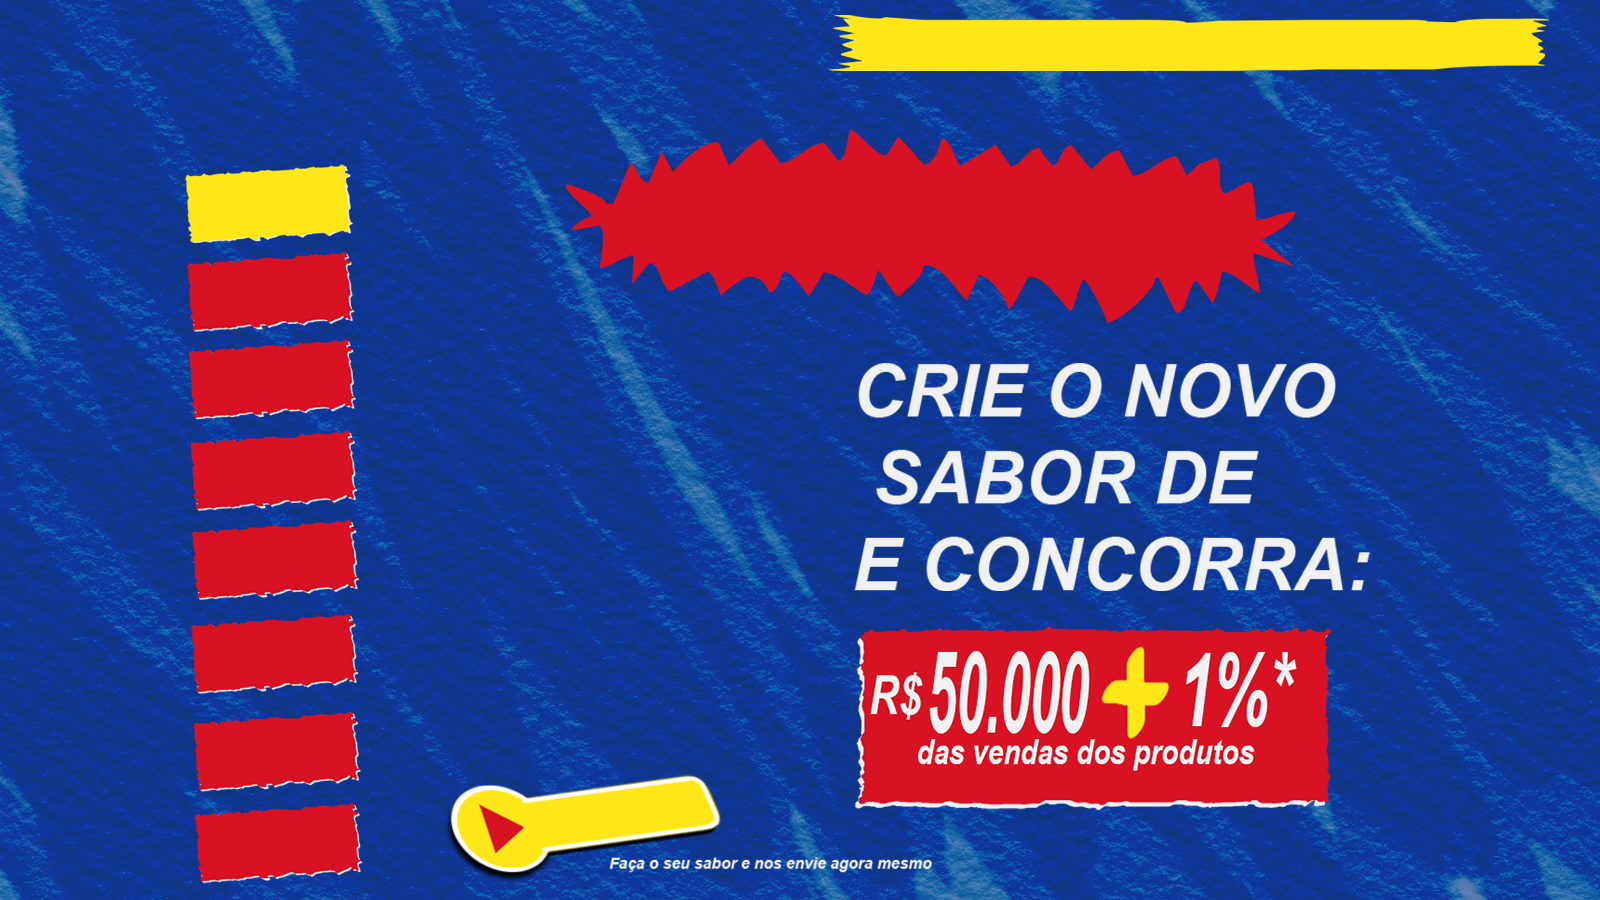 CRIE O NOVO
SABOR DE
E CONCORRA:
R$ 50.000 + 1%*
das vendas dos produtos
Faça o seu sabor e nos envie agora mesmo